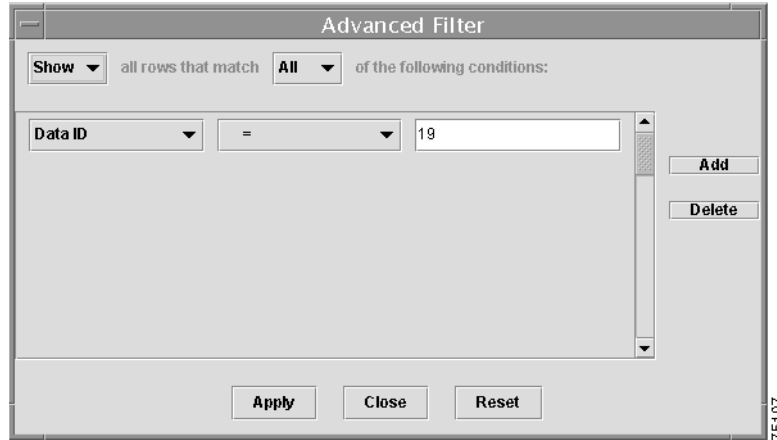 Advanced Filter
Show all rows that match All of the following conditions:
Data ID = 19
Add
Delete
Apply Close Reset